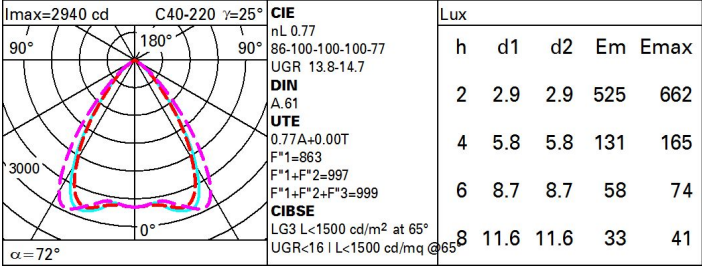 Imax=2940 cd C40-220 γ=25°
90° 180° 90°
3000
0°
α=72°
CIE
nL 0.77
86-100-100-100-77
UGR 13.8-14.7
DIN
A.61
UTE
0.77A+0.00T
F"1=863
F"1+F"2=997
F"1+F"2+F"3=999
CIBSE
LG3 L<1500 cd/m² at 65°
UGR<16 | L<1500 cd/mq @65°
Lux
h d1 d2 Em Emax
2 2.9 2.9 525 662
4 5.8 5.8 131 165
6 8.7 8.7 58 74
8 11.6 11.6 33 41